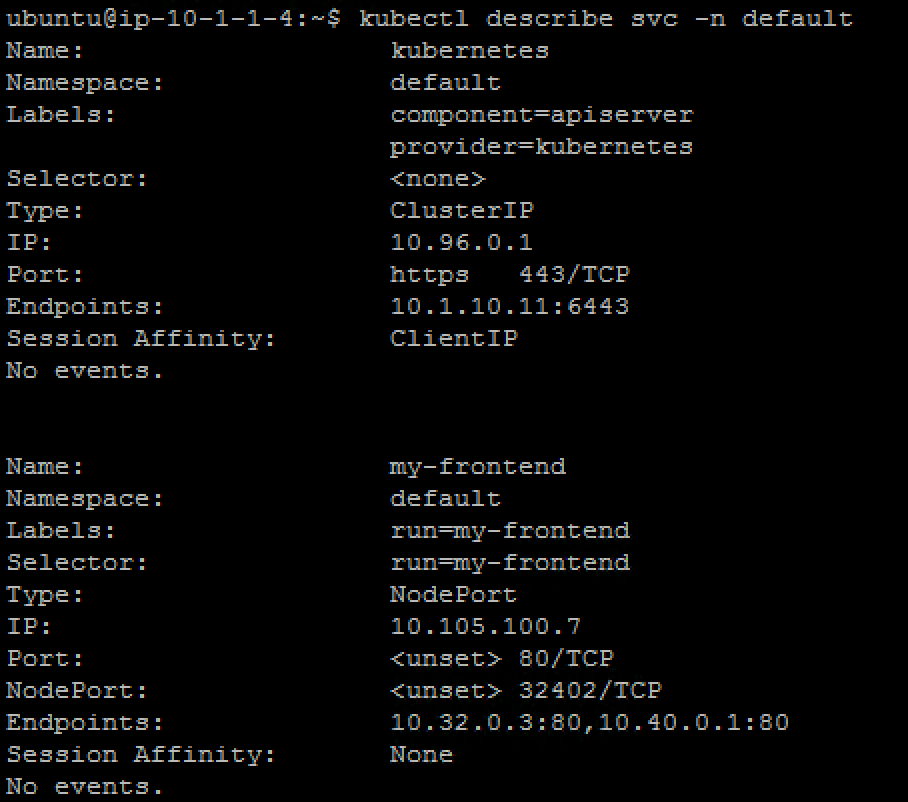 ubuntu@ip-10-1-1-4:~$ kubectl describe svc -n default
Name: kubernetes
Namespace: default
Labels: component=apiserver
provider=kubernetes
Selector: <none>
Type: ClusterIP
IP: 10.96.0.1
Port: https 443/TCP
Endpoints: 10.1.10.11:6443
Session Affinity: ClientIP
No events.
Name: my-frontend
Namespace: default
Labels: run=my-frontend
Selector: run=my-frontend
Type: NodePort
IP: 10.105.100.7
Port: <unset> 80/TCP
NodePort: <unset> 32402/TCP
Endpoints: 10.32.0.3:80,10.40.0.1:80
Session Affinity: None
No events.